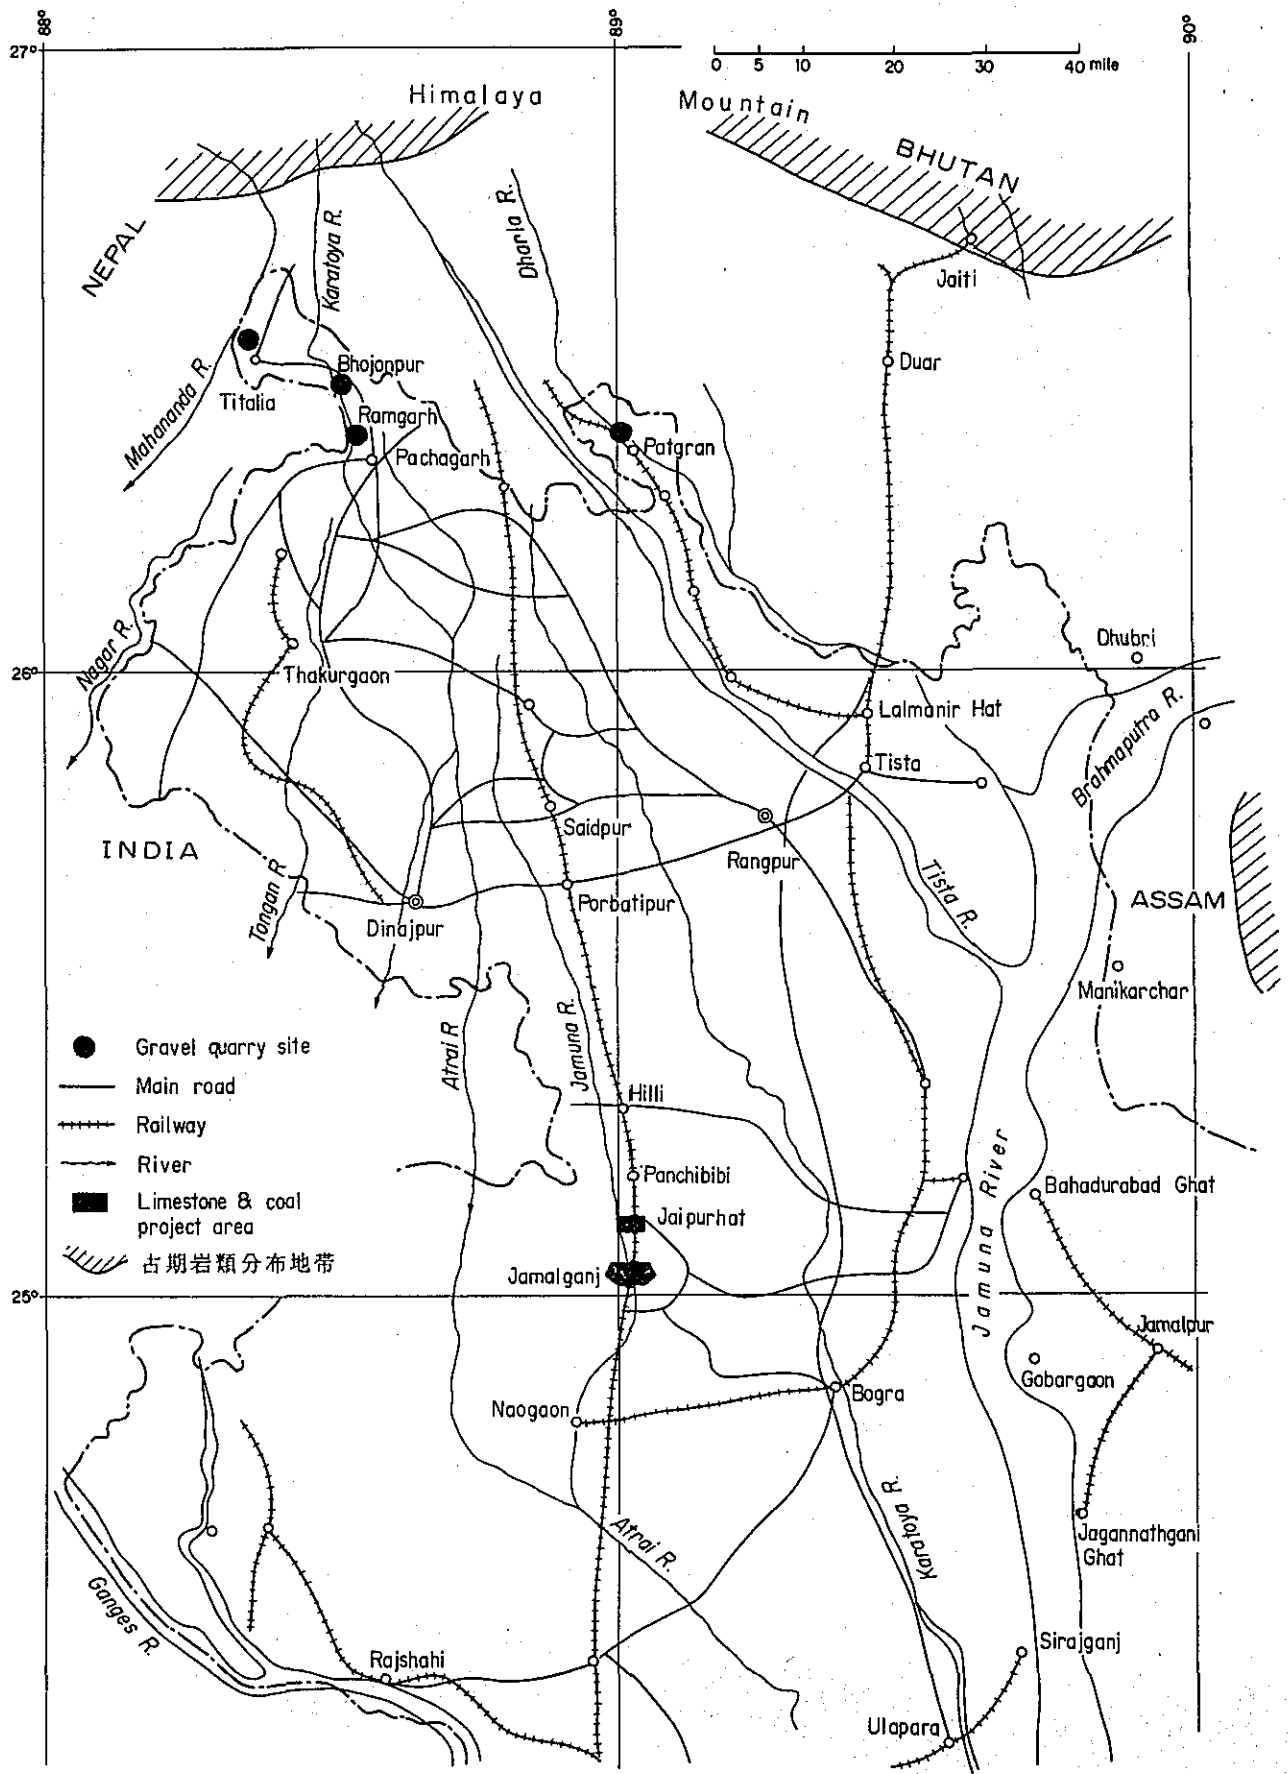 88°
89°
90°
27°
0 5 10 20 30 40 mile
Himalaya
Mountain
BHUTAN
NEPAL
Karatoya R.
Dharla R.
Jaiti
Duar
Bhojonpur
Titalia
Mahananda R.
Ramgarh
Patgran
Pachagarh
Nagar R.
Dhubri
26°
Thakurgaon
Lalmanir Hat
Brahmaputra R.
Tista
Saidpur
INDIA
Rangpur
Tista R.
Tongan R.
Porbatipur
ASSAM
Dinajpur
Manikarchar
Atrai R
Jamuna R.
Gravel quarry site
Main road
Railway
River
Limestone & coal
project area
占期岩類分布地帯
Hilli
Panchibibi
Jamuna River
Bahadurabad Ghat
Jaipurhat
Jamalganj
25°
Jamalpur
Gobargaon
Bogra
Naogaon
Karatoya R.
Atrai R.
Jagannathganj
Ghat
Ganges R.
Rajshahi
Sirajganj
Ulapara